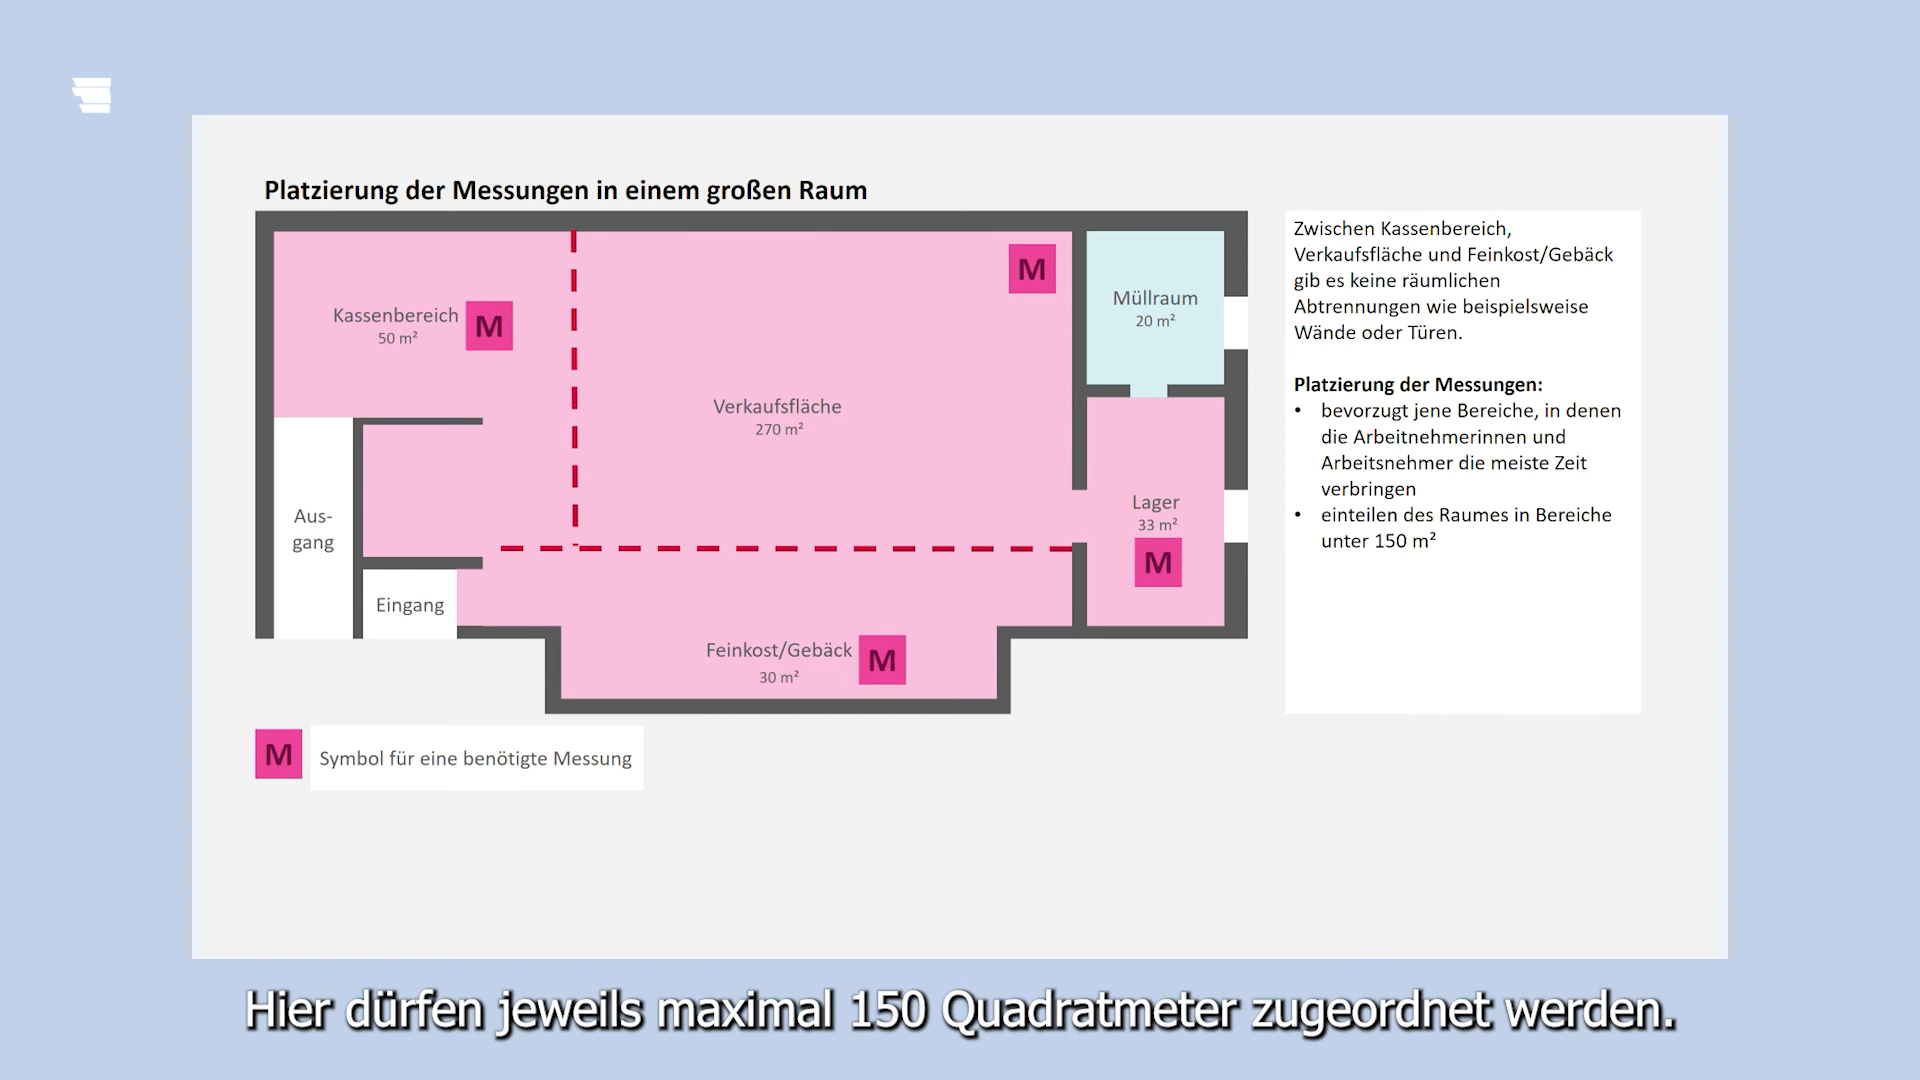 Platzierung der Messungen in einem großen Raum
Kassenbereich
50 m²
M
M
Verkaufsfläche
270 m²
Müllraum
20 m²
Lager
33 m²
M
Aus-
gang
Eingang
Feinkost/Gebäck
30 m²
M
M
Symbol für eine benötigte Messung
Zwischen Kassenbereich,
Verkaufsfläche und Feinkost/Gebäck
gib es keine räumlichen
Abtrennungen wie beispielsweise
Wände oder Türen.
Platzierung der Messungen:
• bevorzugt jene Bereiche, in denen
die Arbeitnehmerinnen und
Arbeitsnehmer die meiste Zeit
verbringen
• einteilen des Raumes in Bereiche
unter 150 m²
Hier dürfen jeweils maximal 150 Quadratmeter zugeordnet werden.